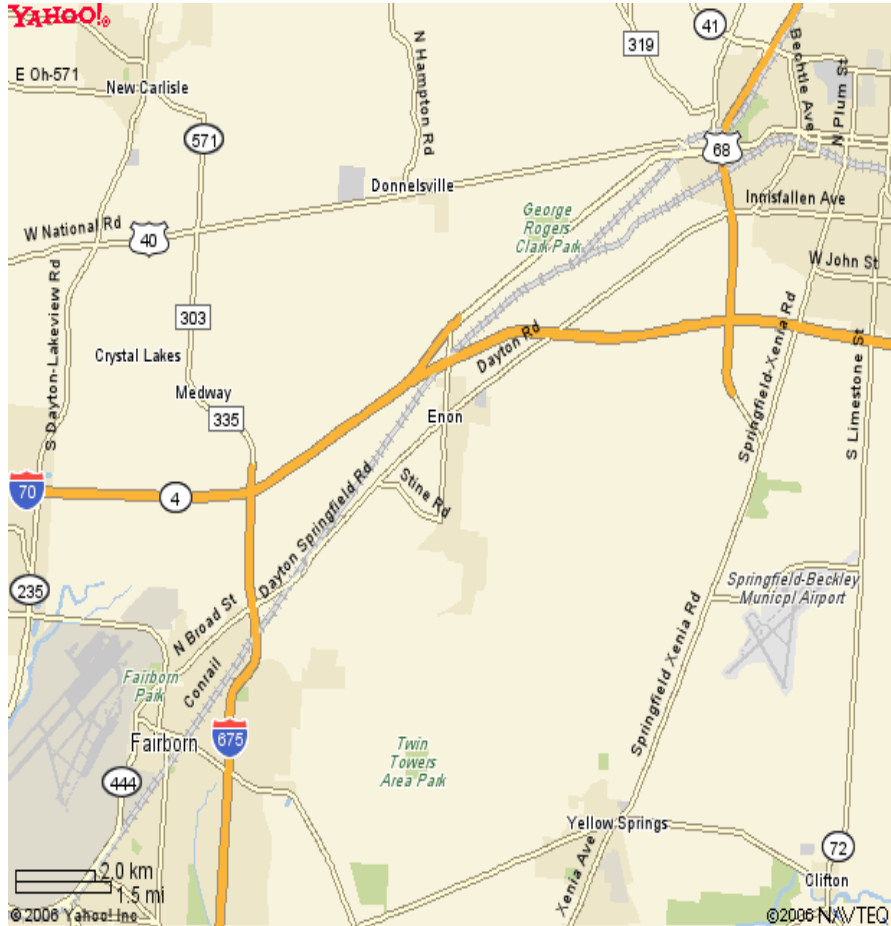 YAHOO!®
41
319
E Oh-571
New Carlisle
N Hampton Rd
Bechtle Ave
N Plum St
571
68
Donnelsville
Innisfallen Ave
George
Rogers
Clark Park
W National Rd
40
W John St
S Dayton-Lakeview Rd
303
Crystal Lakes
Dayton Rd
Springfield-Xenia Rd
S Limestone St
Medway
335
Enon
70
4
Stine Rd
Dayton Springfield Rd
235
Springfield-Beckley
Municpl Airport
N Broad St
Conrail
Fairborn
Park
Springfield Xenia Rd
Fairborn
675
Twin
Towers
Area Park
444
Yellow Springs
72
Xenia Ave
Clifton
2.0 km
1.5 mi
© 2006 Yahoo! Inc
©2006 NAVTEQ